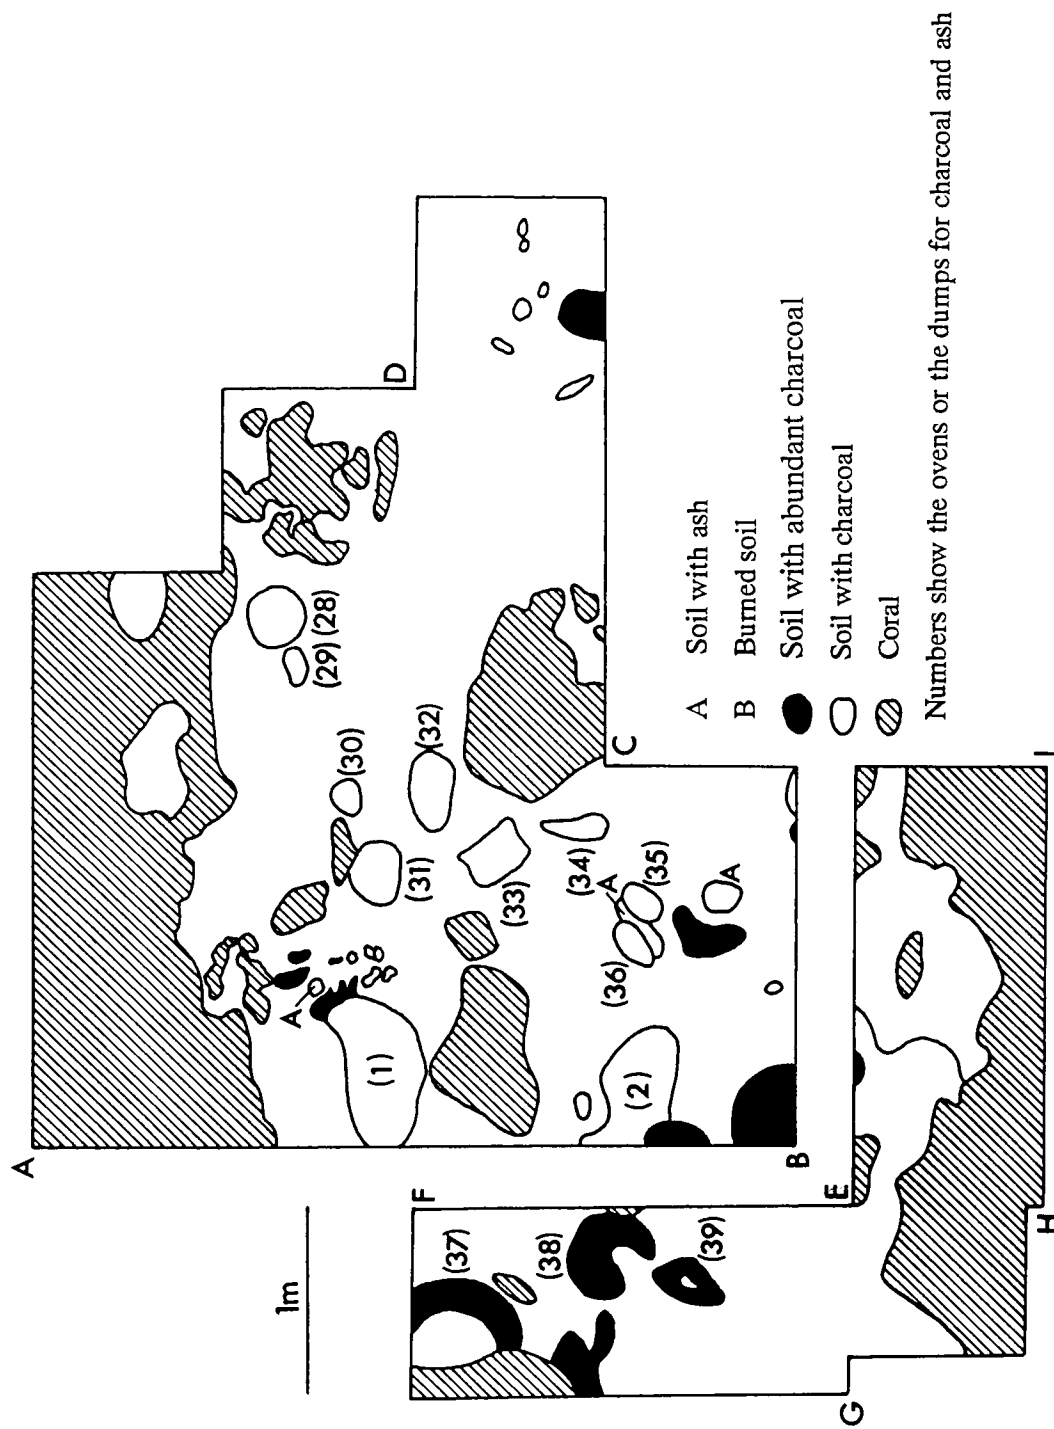 A
B
C
D
E
F
G
H
I
1m
(1)
(2)
(28)
(29)
(30)
(31)
(32)
(33)
(34)
(35)
(36)
(37)
(38)
(39)
A
B
A
A
A Soil with ash
B Burned soil
Soil with abundant charcoal
Soil with charcoal
Coral
Numbers show the ovens or the dumps for charcoal and ash